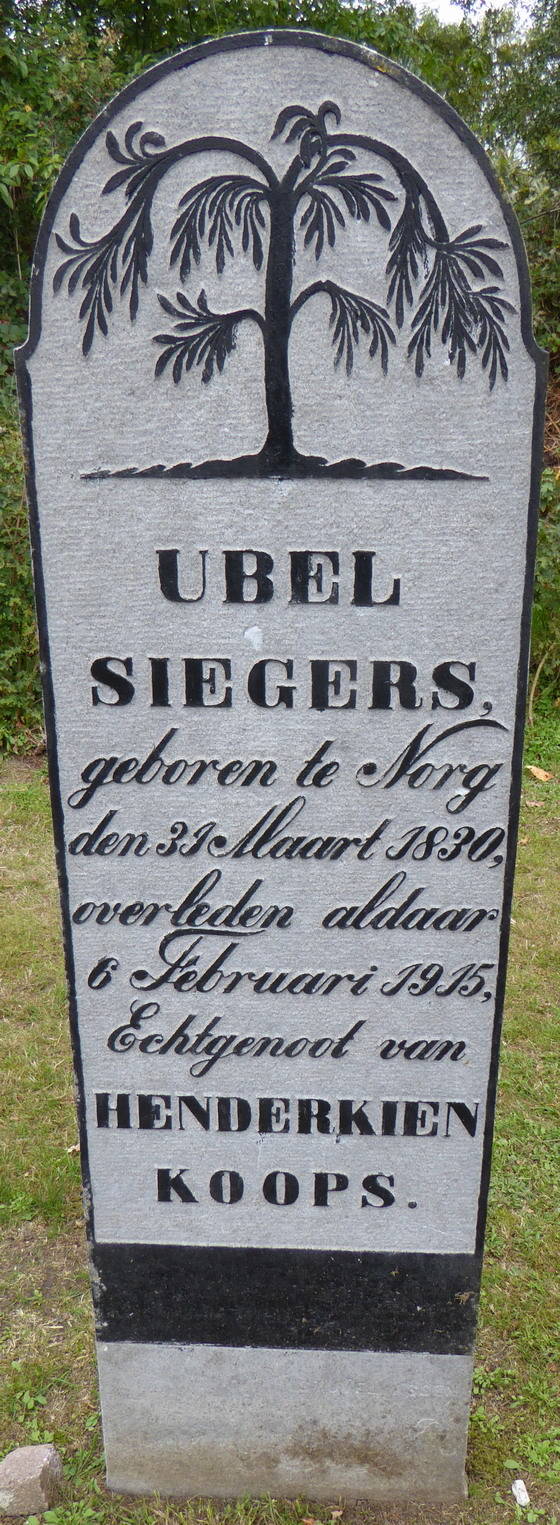 UBEL
SIEGERS,
geboren te Norg
den 31 Maart 1830,
overleden aldaar
6 Februari 1915,
Echtgenoot van
HENDERKIEN
KOOPS.